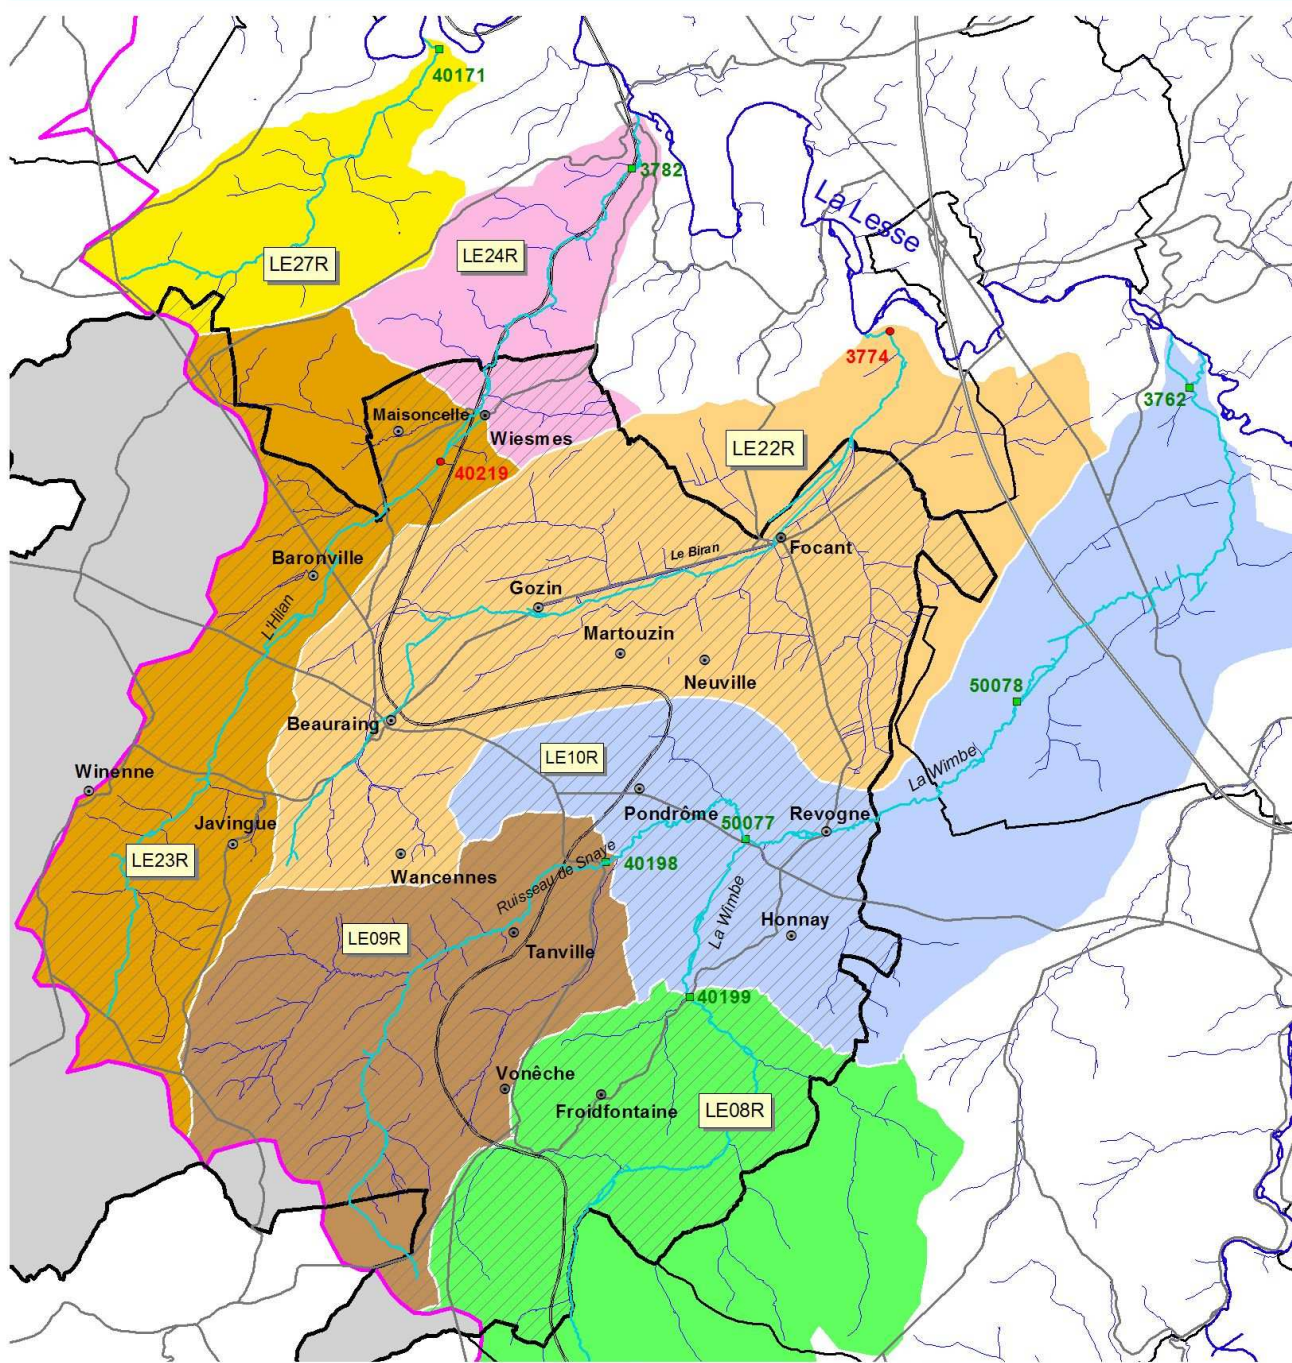 40171
3782
La Lesse
LE24R
LE27R
3774
3762
Maisoncelle
Wiesmes
LE22R
40219
Focant
Le Biran
Baronville
Gozin
L'Hilan
Martouzin
Neuville
50078
Beauraing
LE10R
La Wimbe
Winenne
Pondrôme
50077
Revogne
Javingue
LE23R
40198
Wancennes
Ruisseau de Snaye
La Wimbe
Honnay
LE09R
Tanville
40199
Vonêche
Froidfontaine
LE08R